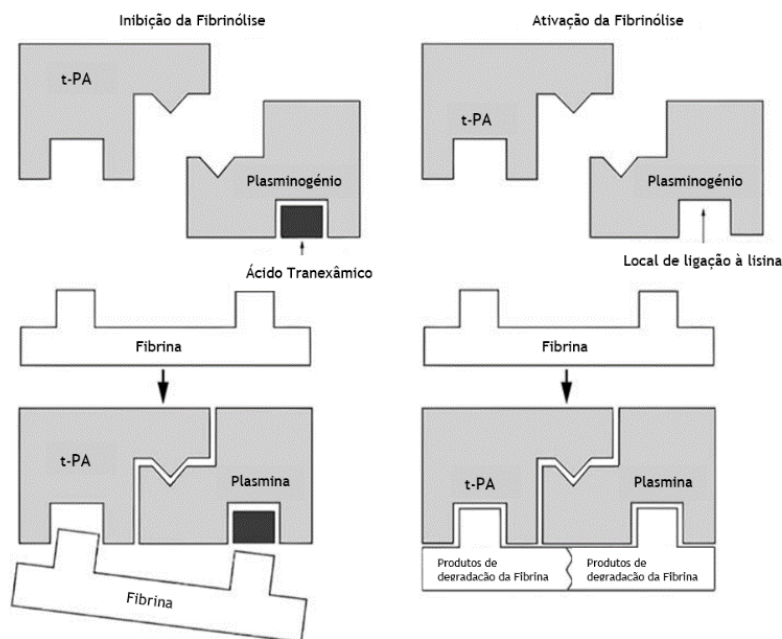 Inibição da Fibrinólise
t-PA
Plasminogénio
Ácido Tranexâmico
Fibrina
t-PA
Plasmina
Fibrina
Ativação da Fibrinólise
t-PA
Plasminogénio
Local de ligação à lisina
Fibrina
t-PA
Plasmina
Produtos de
degradação da Fibrina
Produtos de
degradação da Fibrina